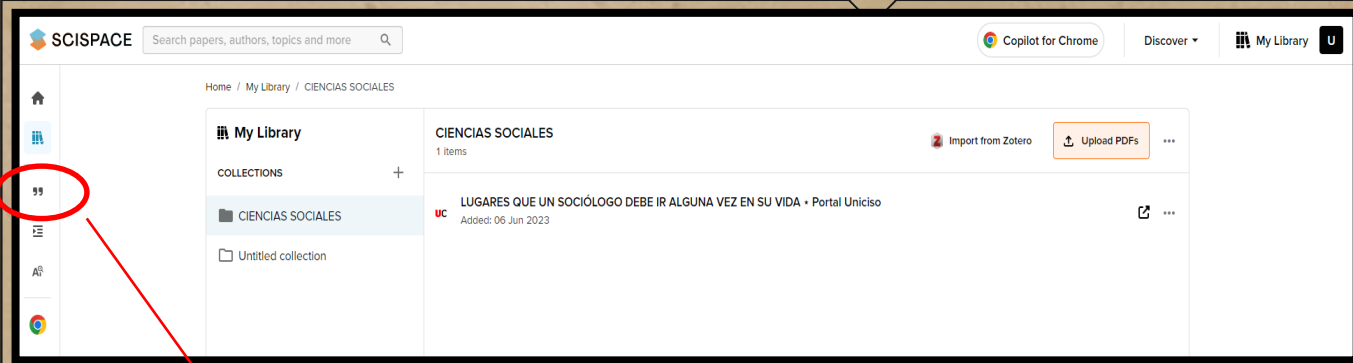 SCISPACE
Search papers, authors, topics and more
Copilot for Chrome
Discover
My Library
U
Home / My Library / CIENCIAS SOCIALES
My Library
COLLECTIONS
+
CIENCIAS SOCIALES
Untitled collection
CIENCIAS SOCIALES
1 items
Z Import from Zotero
Upload PDFs
UC LUGARES QUE UN SOCIÓLOGO DEBE IR ALGUNA VEZ EN SU VIDA • Portal Uniciso
Added: 06 Jun 2023